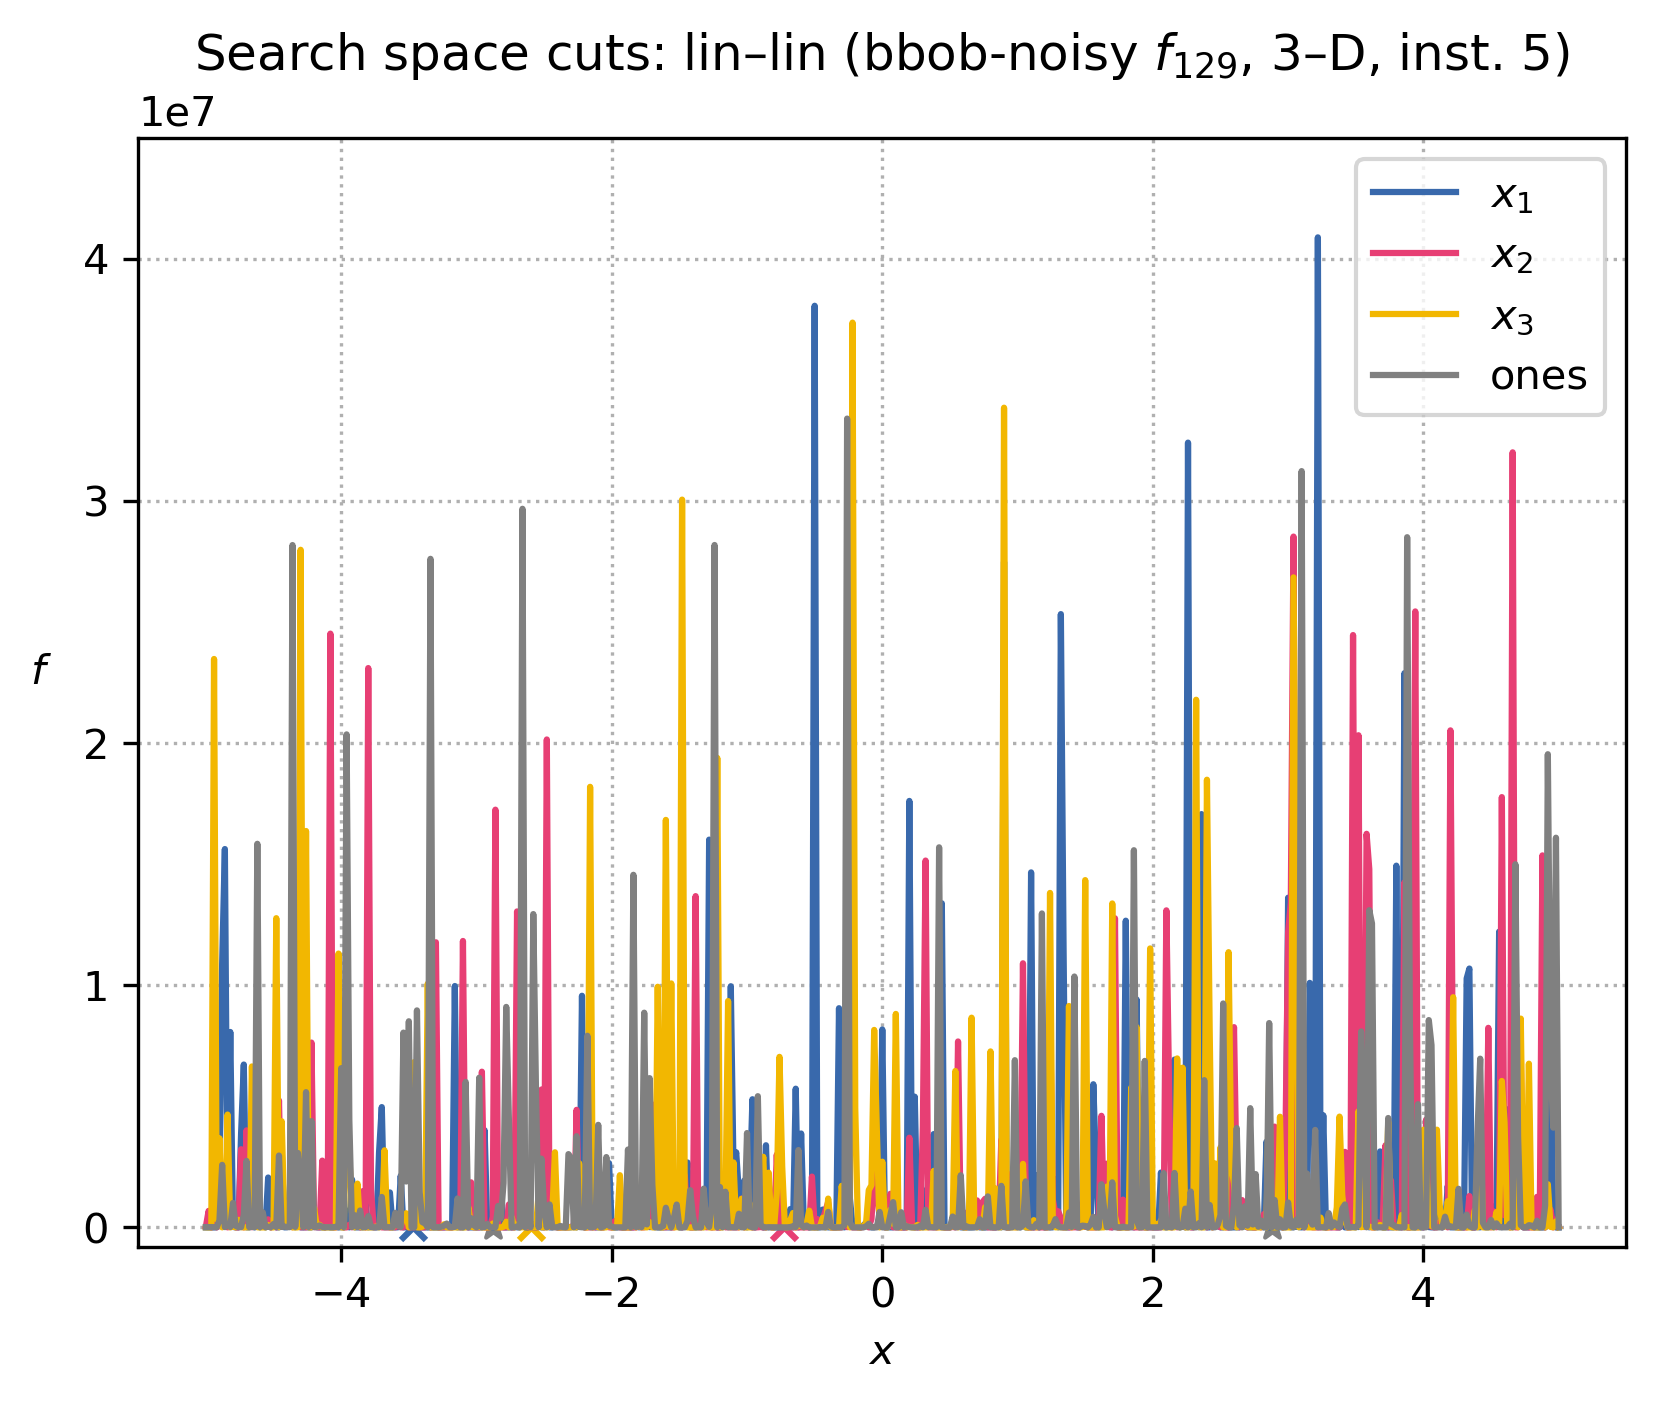 Search space cuts: lin–lin (bbob-noisy f₁₂₉, 3–D, inst. 5)
1e7
x₁
x₂
x₃
ones
4
3
2
1
0
f
−4 −2 0 2 4
x